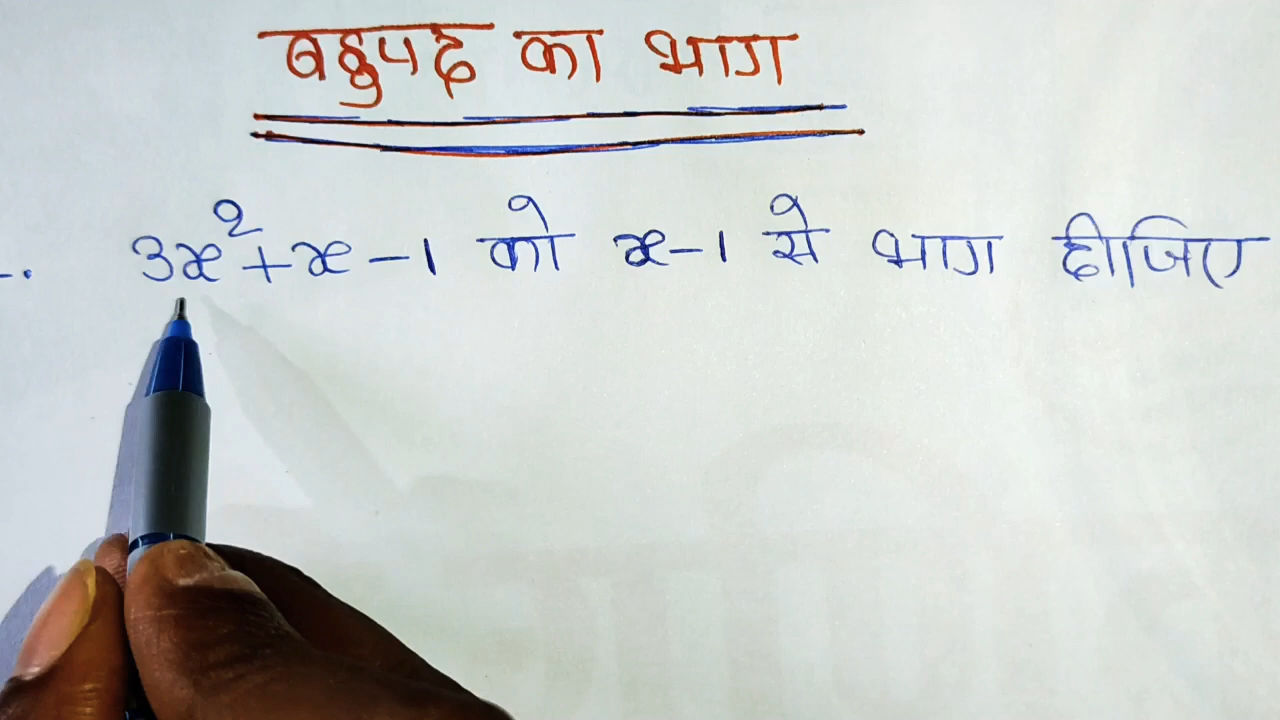 बहुपद का भाग
3x²+x-1 को x-1 से भाग दीजिए